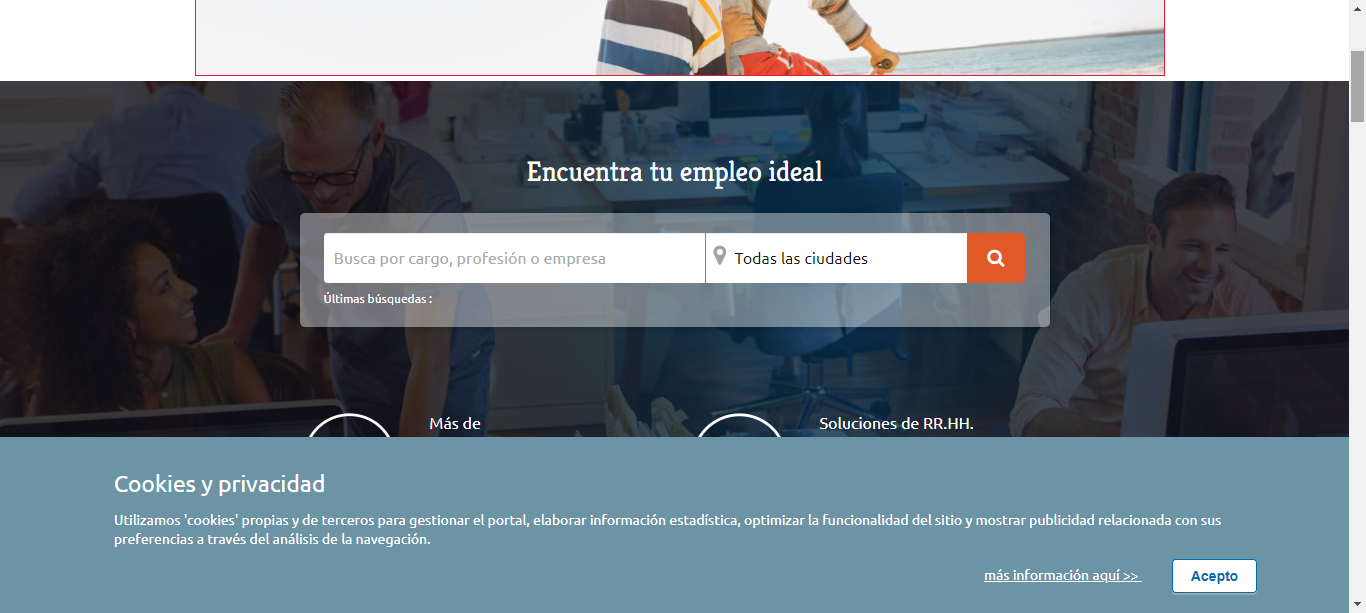 Encuentra tu empleo ideal
Busca por cargo, profesión o empresa
Todas las ciudades
Últimas búsquedas :
Más de
Soluciones de RR.HH.
Cookies y privacidad
Utilizamos 'cookies' propias y de terceros para gestionar el portal, elaborar información estadística, optimizar la funcionalidad del sitio y mostrar publicidad relacionada con sus
preferencias a través del análisis de la navegación.
más información aquí >>
Acepto